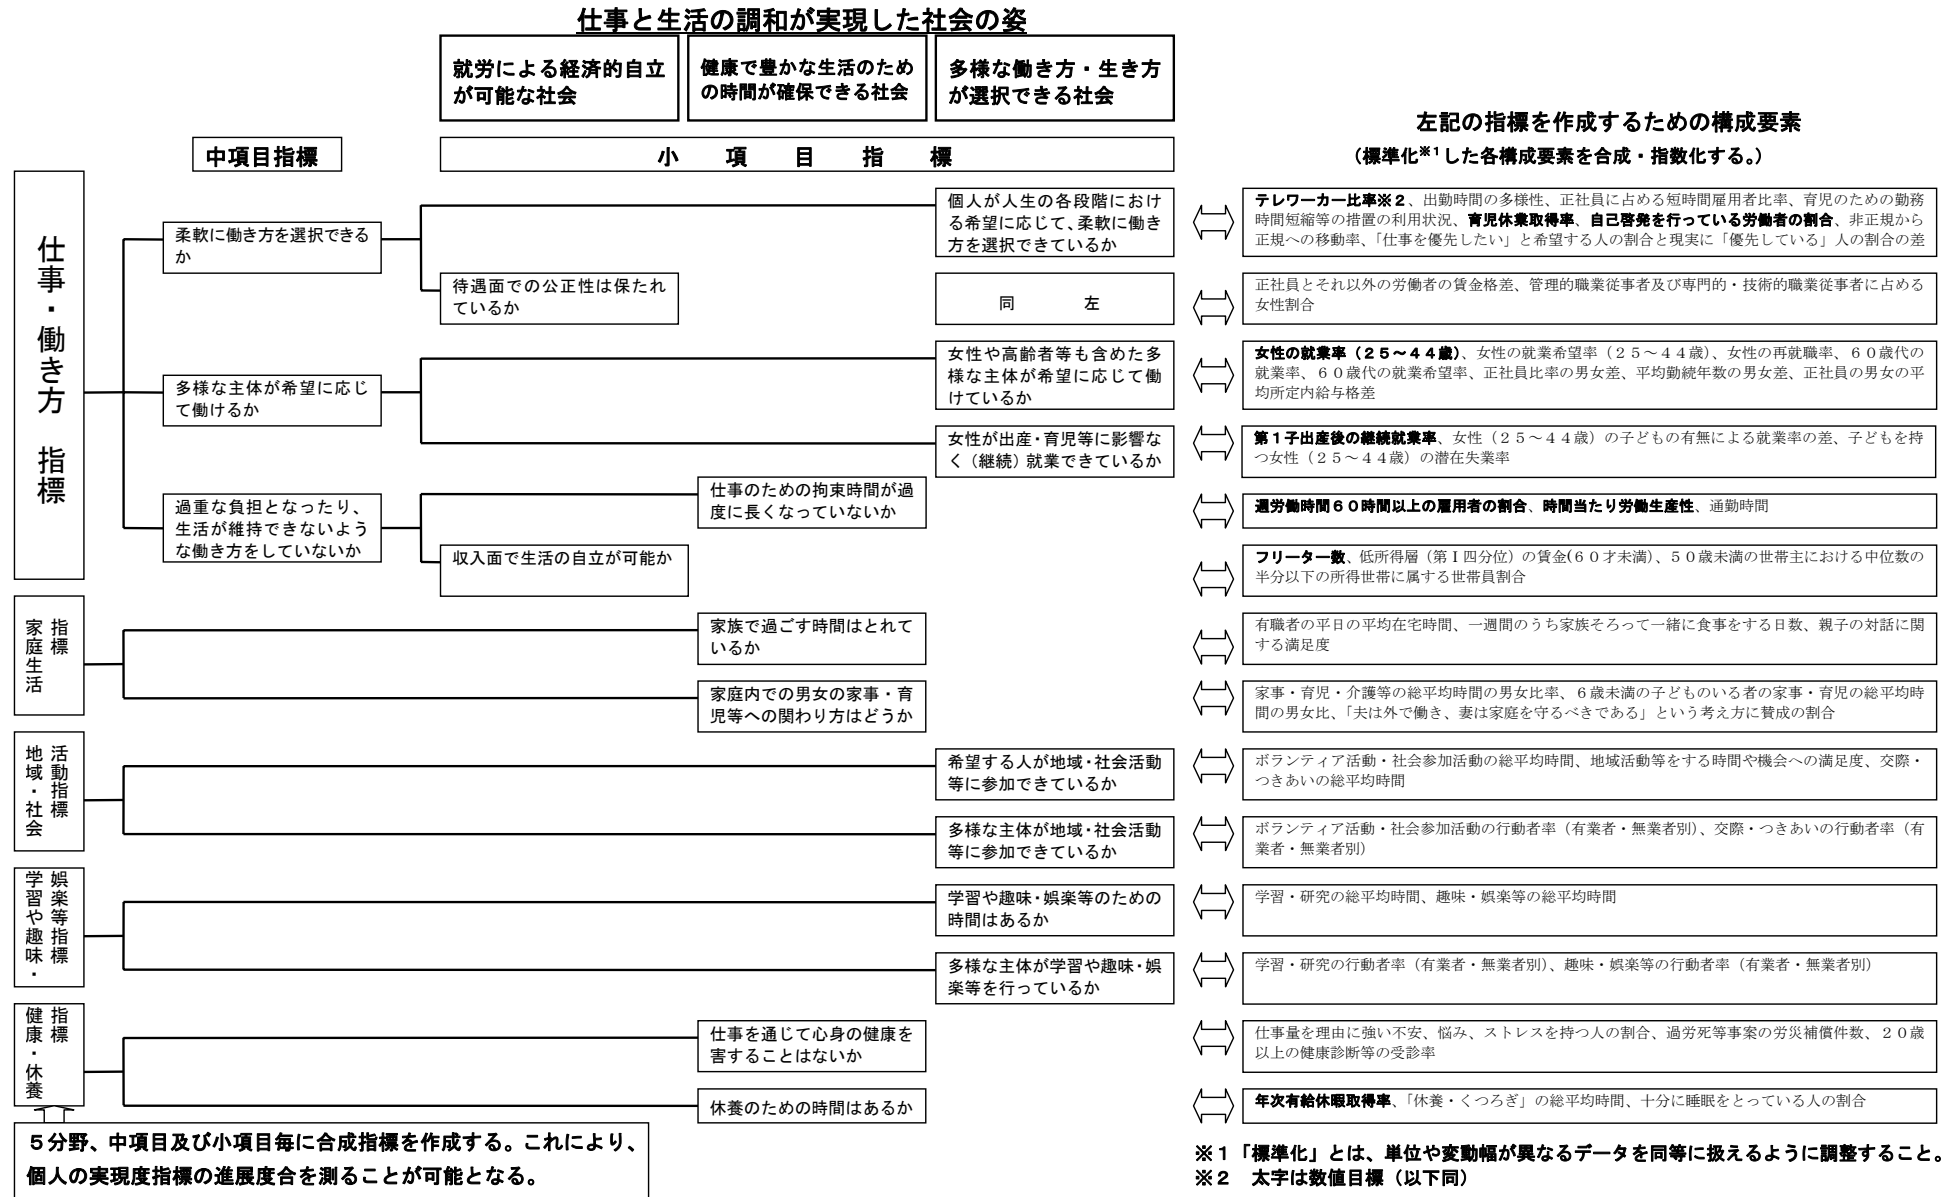 仕事と生活の調和が実現した社会の姿
就労による経済的自立
が可能な社会
健康で豊かな生活のため
の時間が確保できる社会
多様な働き方・生き方
が選択できる社会
左記の指標を作成するための構成要素
（標準化※１した各構成要素を合成・指数化する。）
中項目指標
小項目指標
仕事・働き方 指標
柔軟に働き方を選択できる
か
個人が人生の各段階におけ
る希望に応じて、柔軟に働き
方を選択できているか
テレワーカー比率※２、出勤時間の多様性、正社員に占める短時間雇用者比率、育児のための勤務
時間短縮等の措置の利用状況、育児休業取得率、自己啓発を行っている労働者の割合、非正規から
正規への移動率、「仕事を優先したい」と希望する人の割合と現実に「優先している」人の割合の差
待遇面での公正性は保たれ
ているか
同 左
正社員とそれ以外の労働者の賃金格差、管理的職業従事者及び専門的・技術的職業従事者に占める
女性割合
多様な主体が希望に応じ
て働けるか
女性や高齢者等も含めた多
様な主体が希望に応じて働
けているか
女性の就業率（２５～４４歳）、女性の就業希望率（２５～４４歳）、女性の再就職率、６０歳代の
就業率、６０歳代の就業希望率、正社員比率の男女差、平均勤続年数の男女差、正社員の男女の平
均所定内給与格差
女性が出産・育児等に影響な
く（継続）就業できているか
第１子出産後の継続就業率、女性（２５～４４歳）の子どもの有無による就業率の差、子どもを持
つ女性（２５～４４歳）の潜在失業率
過重な負担となったり、
生活が維持できないよう
な働き方をしていないか
仕事のための拘束時間が過
度に長くなっていないか
週労働時間６０時間以上の雇用者の割合、時間当たり労働生産性、通勤時間
収入面で生活の自立が可能か
フリーター数、低所得層（第Ⅰ四分位）の賃金(６０才未満)、５０歳未満の世帯主における中位数の
半分以下の所得世帯に属する世帯員割合
家庭生活
指標
家族で過ごす時間はとれて
いるか
有職者の平日の平均在宅時間、一週間のうち家族そろって一緒に食事をする日数、親子の対話に関
する満足度
家庭内での男女の家事・育
児等への関わり方はどうか
家事・育児・介護等の総平均時間の男女比率、６歳未満の子どものいる者の家事・育児の総平均時
間の男女比、「夫は外で働き、妻は家庭を守るべきである」という考え方に賛成の割合
地域・社会
活動指標
希望する人が地域・社会活動
等に参加できているか
ボランティア活動・社会参加活動の総平均時間、地域活動等をする時間や機会への満足度、交際・
つきあいの総平均時間
多様な主体が地域・社会活動
等に参加できているか
ボランティア活動・社会参加活動の行動者率（有業者・無業者別）、交際・つきあいの行動者率（有
業者・無業者別）
学習や趣味・
娯楽等指標
学習や趣味・娯楽等のための
時間はあるか
学習・研究の総平均時間、趣味・娯楽等の総平均時間
多様な主体が学習や趣味・娯
楽等を行っているか
学習・研究の行動者率（有業者・無業者別）、趣味・娯楽等の行動者率（有業者・無業者別）
健康・休養
指標
仕事を通じて心身の健康を
害することはないか
仕事量を理由に強い不安、悩み、ストレスを持つ人の割合、過労死等事案の労災補償件数、２０歳
以上の健康診断等の受診率
休養のための時間はあるか
年次有給休暇取得率、「休養・くつろぎ」の総平均時間、十分に睡眠をとっている人の割合
５分野、中項目及び小項目毎に合成指標を作成する。これにより、
個人の実現度指標の進展度合を測ることが可能となる。
※１「標準化」とは、単位や変動幅が異なるデータを同等に扱えるように調整すること。
※２ 太字は数値目標（以下同）